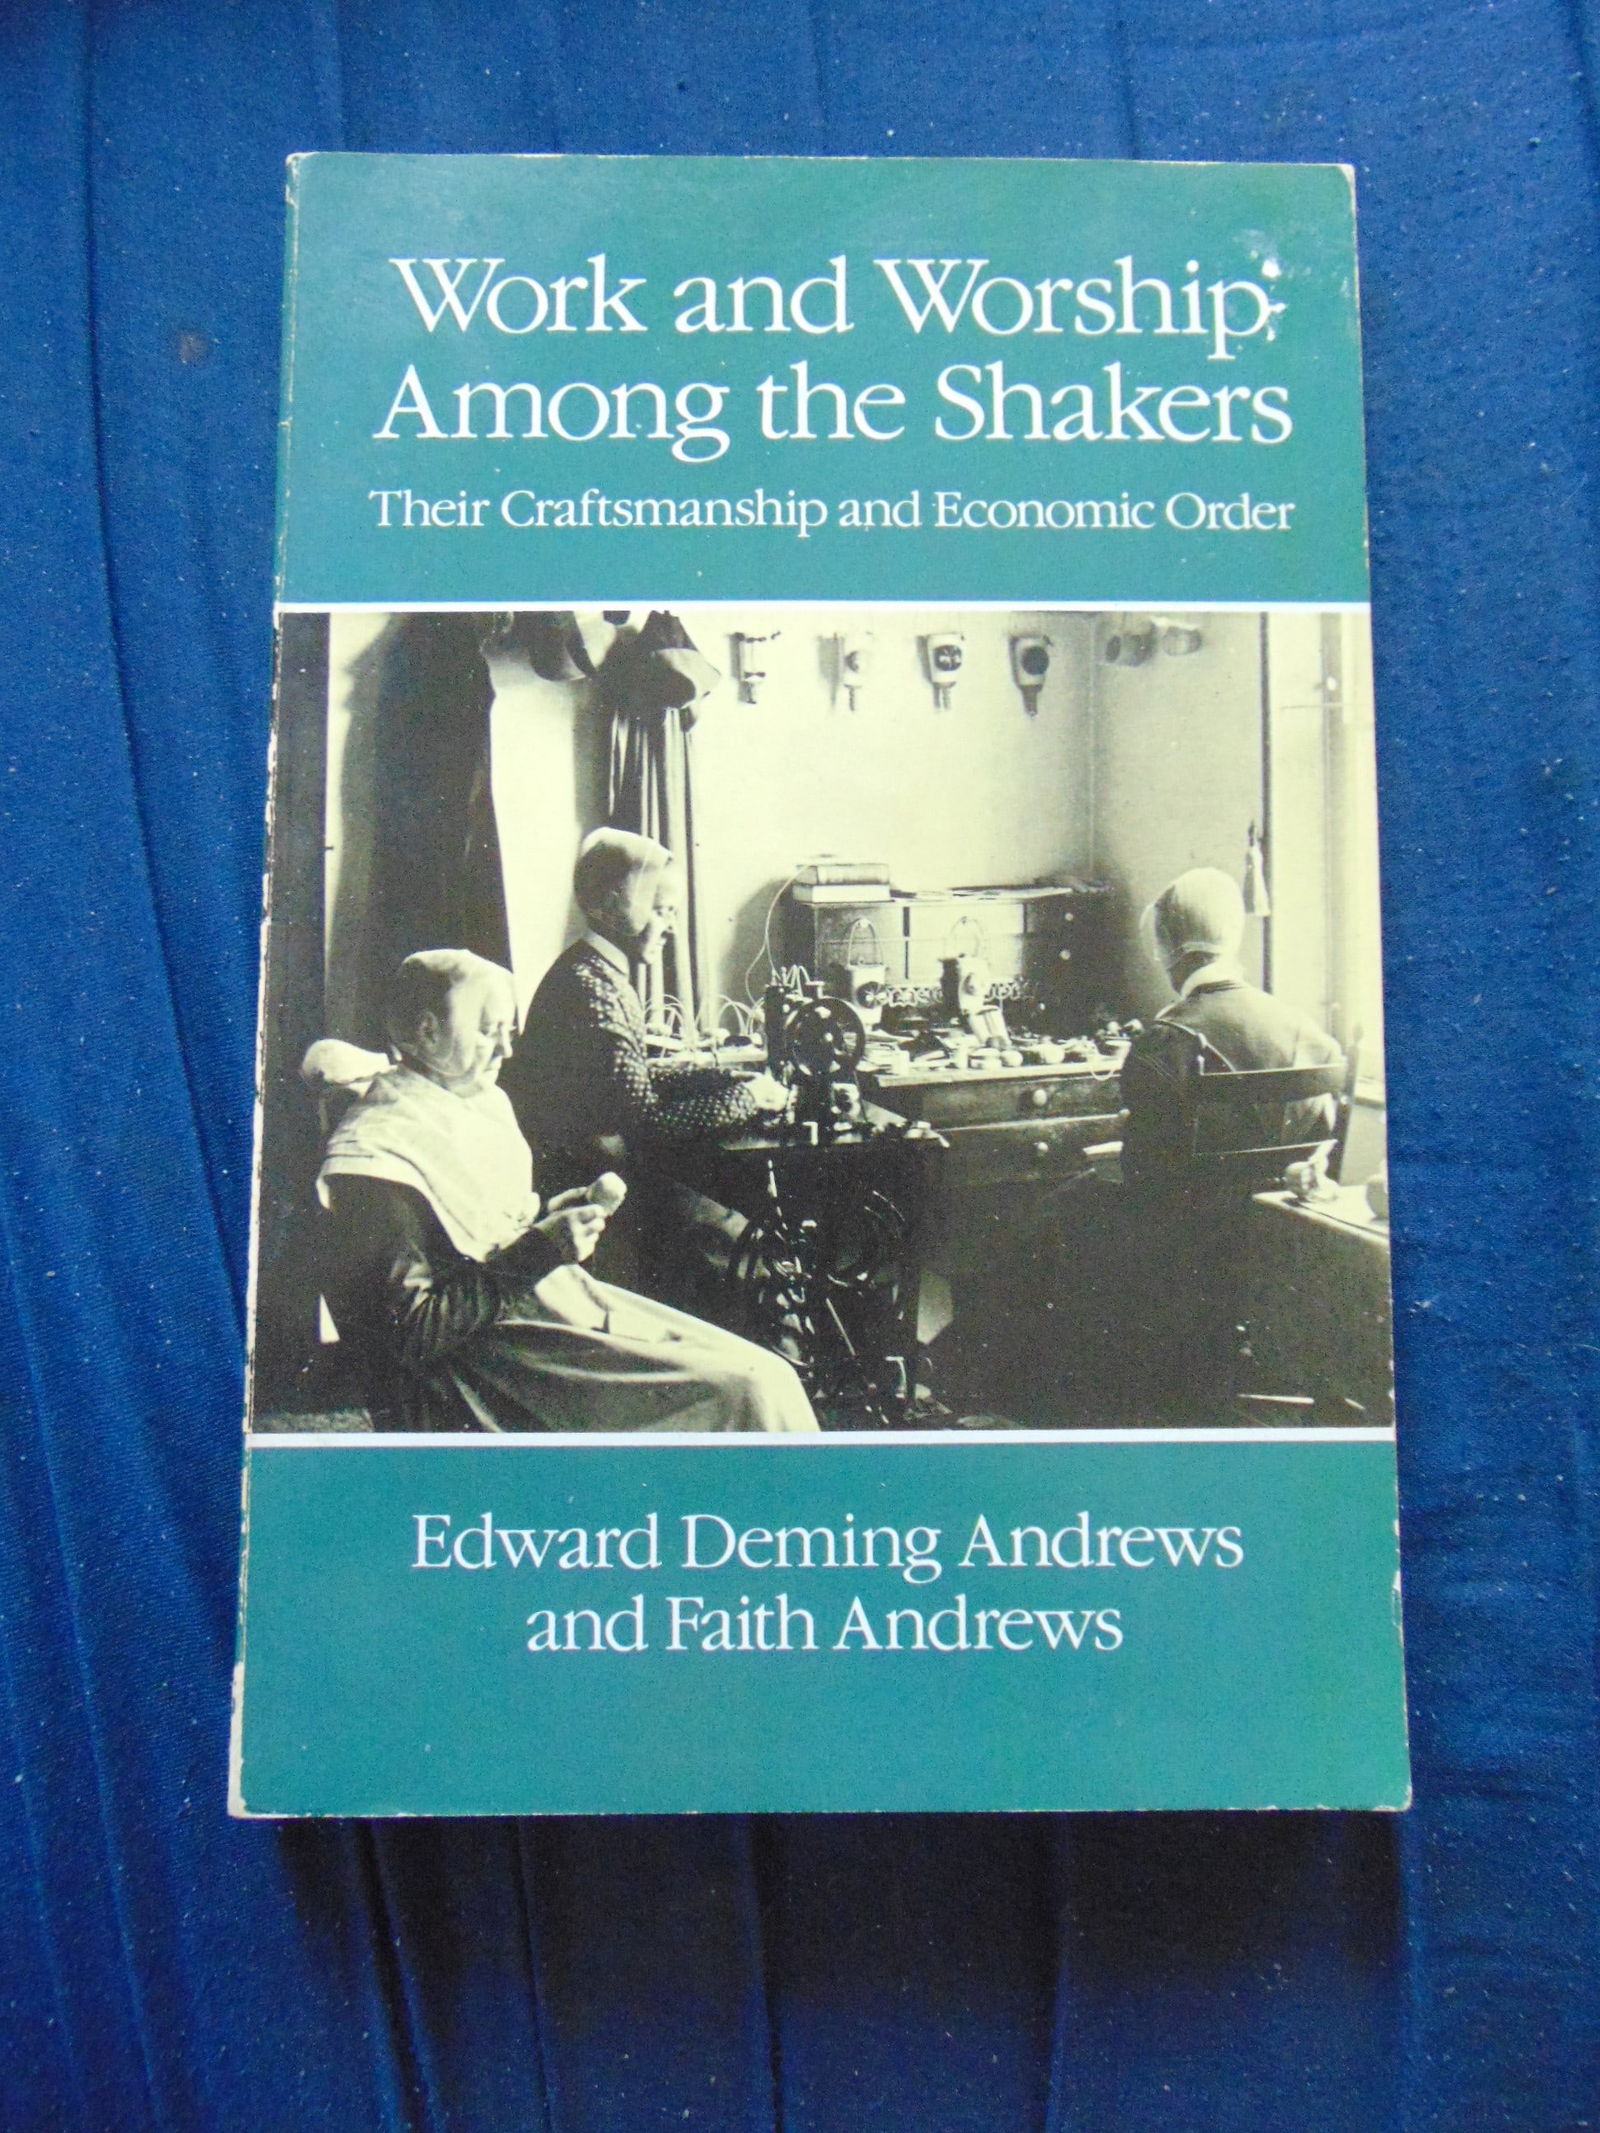 Work and Worship
Among the Shakers
Their Craftsmanship and Economic Order
Edward Deming Andrews
and Faith Andrews